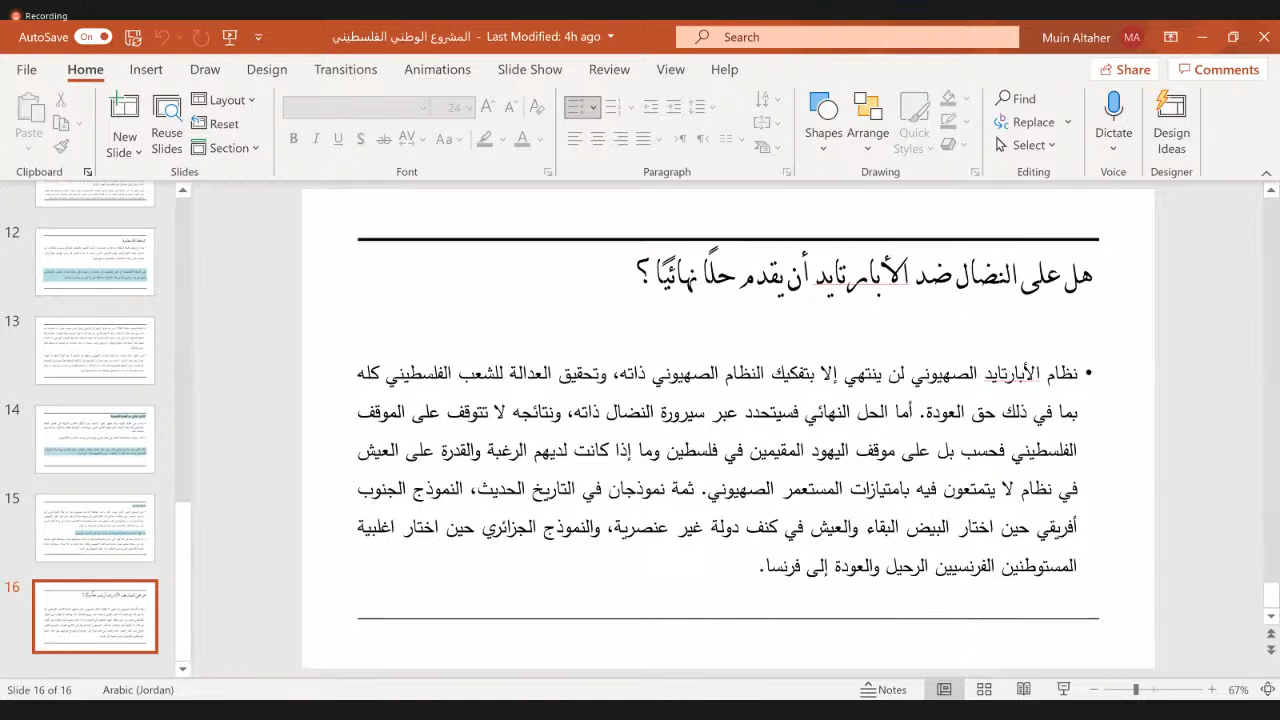 Recording
AutoSave On المشروع الوطني الفلسطيني - Last Modified: 4h ago Search Muin Altaher MA
File Home Insert Draw Design Transitions Animations Slide Show Review View Help Share Comments
Paste New Slide Reuse Slides Layout Reset Section 24 Shapes Arrange Quick Styles Find Replace Select Dictate Design Ideas
Clipboard Slides Font Paragraph Drawing Editing Voice Designer
12
13
14
15
16
هل على النضال ضد الأبامرتايد أن يقدم حلًا نهائيًا ؟
• نظام الأبارتايد الصهيوني لن ينتهي إلا بتفكيك النظام الصهيوني ذاته، وتحقيق العدالة للشعب الفلسطيني كله
بما في ذلك حق العودة. أما الحل النهائي فسيتحدد عبر سيرورة النضال ذاته، ونتائجه لا تتوقف على الموقف
الفلسطيني فحسب بل على موقف اليهود المقيمين في فلسطين وما إذا كانت لديهم الرغبة والقدرة على العيش
في نظام لا يتمتعون فيه بامتيازات المستعمر الصهيوني. ثمة نموذجان في التاريخ الحديث، النموذج الجنوب
أفريقي حين اختار البيض البقاء والعيش في كنف دولة غير عنصرية، والنموذج الجزائري حين اختار اغلبية
المستوطنين الفرنسيين الرحيل والعودة إلى فرنسا.
Slide 16 of 16 Arabic (Jordan) Notes 67%